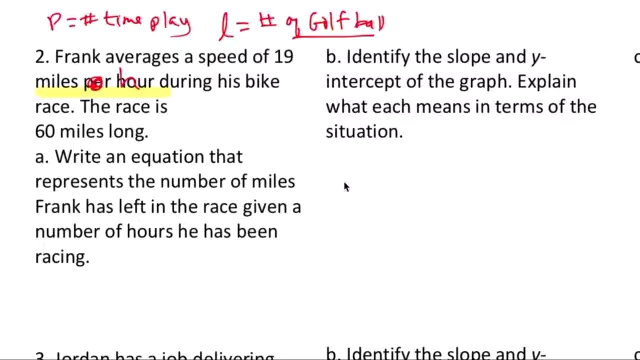 P = # time play    l = # of Golf ball
2. Frank averages a speed of 19
miles per hour during his bike
race. The race is
60 miles long.
a. Write an equation that
represents the number of miles
Frank has left in the race given a
number of hours he has been
racing.
b. Identify the slope and y-
intercept of the graph. Explain
what each means in terms of the
situation.
c
3. Jordan has a job delivering
b. Identify the slope and y-
c